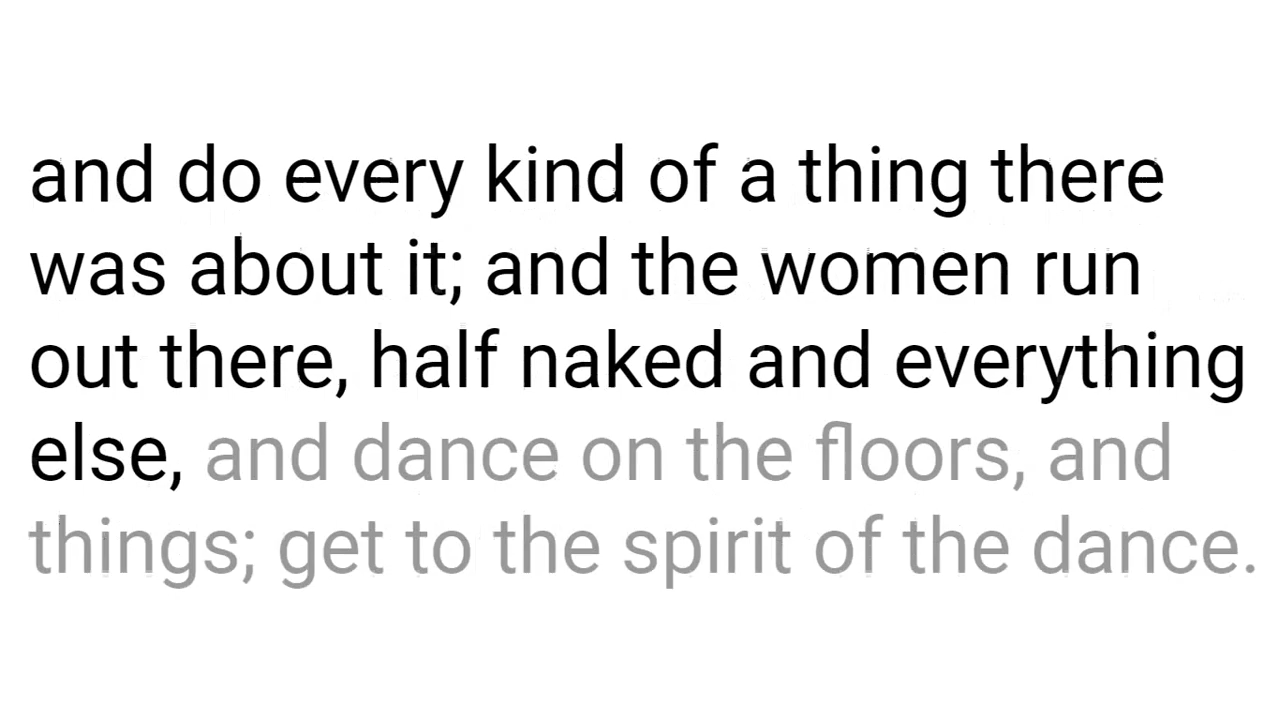 and do every kind of a thing there
was about it; and the women run
out there, half naked and everything
else, and dance on the floors, and
things; get to the spirit of the dance.